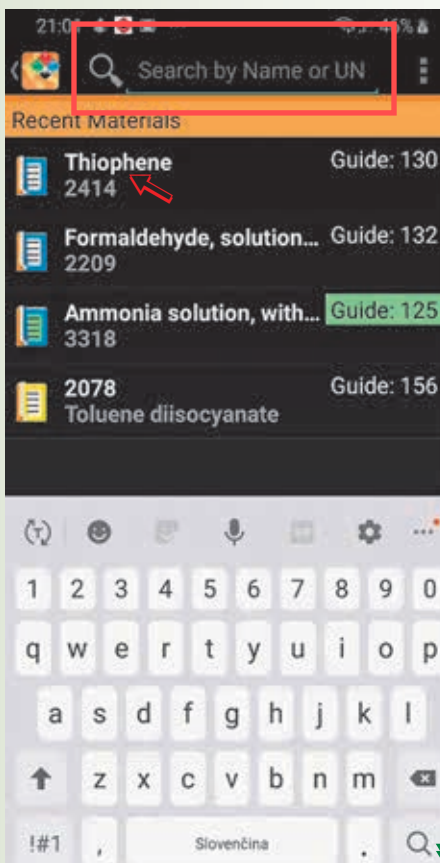 21:01 46%
Search by Name or UN
Recent Materials
Thiophene Guide: 130
2414
Formaldehyde, solution... Guide: 132
2209
Ammonia solution, with... Guide: 125
3318
2078 Guide: 156
Toluene diisocyanate
1 2 3 4 5 6 7 8 9 0
q w e r t y u i o p
a s d f g h j k l
z x c v b n m
!#1 , Slovenčina .